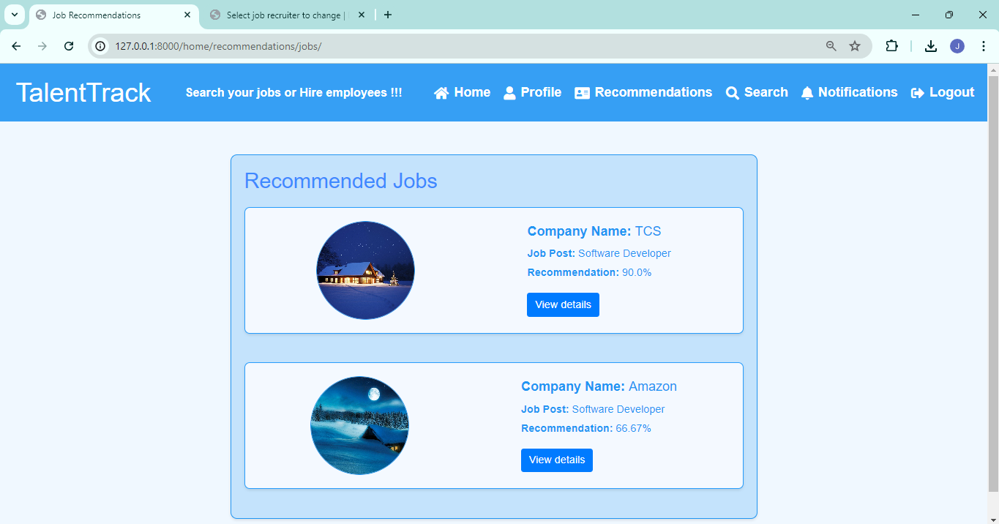 Job Recommendations
Select job recruiter to change |
127.0.0.1:8000/home/recommendations/jobs/
J
TalentTrack
Search your jobs or Hire employees !!!
Home
Profile
Recommendations
Search
Notifications
Logout
Recommended Jobs
Company Name: TCS
Job Post: Software Developer
Recommendation: 90.0%
View details
Company Name: Amazon
Job Post: Software Developer
Recommendation: 66.67%
View details